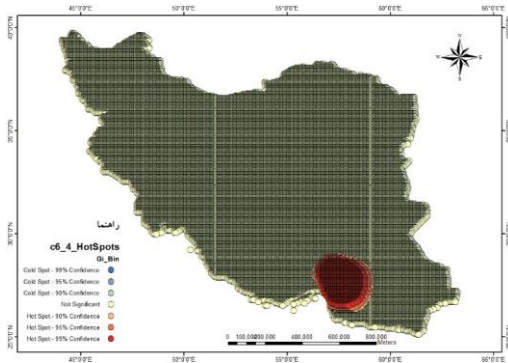 45°0'0"E 50°0'0"E 55°0'0"E 60°0'0"E 65°0'0"E
40°0'0"N
35°0'0"N
30°0'0"N
25°0'0"N
N
S
راهنما
c6_4_HotSpots
Gi_Bin
Cold Spot - 99% Confidence
Cold Spot - 95% Confidence
Cold Spot - 90% Confidence
Not Significant
Hot Spot - 90% Confidence
Hot Spot - 95% Confidence
Hot Spot - 99% Confidence
0 100,000200,000 400,000 600,000 800,000
Meters
45°0'0"E 50°0'0"E 55°0'0"E 60°0'0"E 65°0'0"E